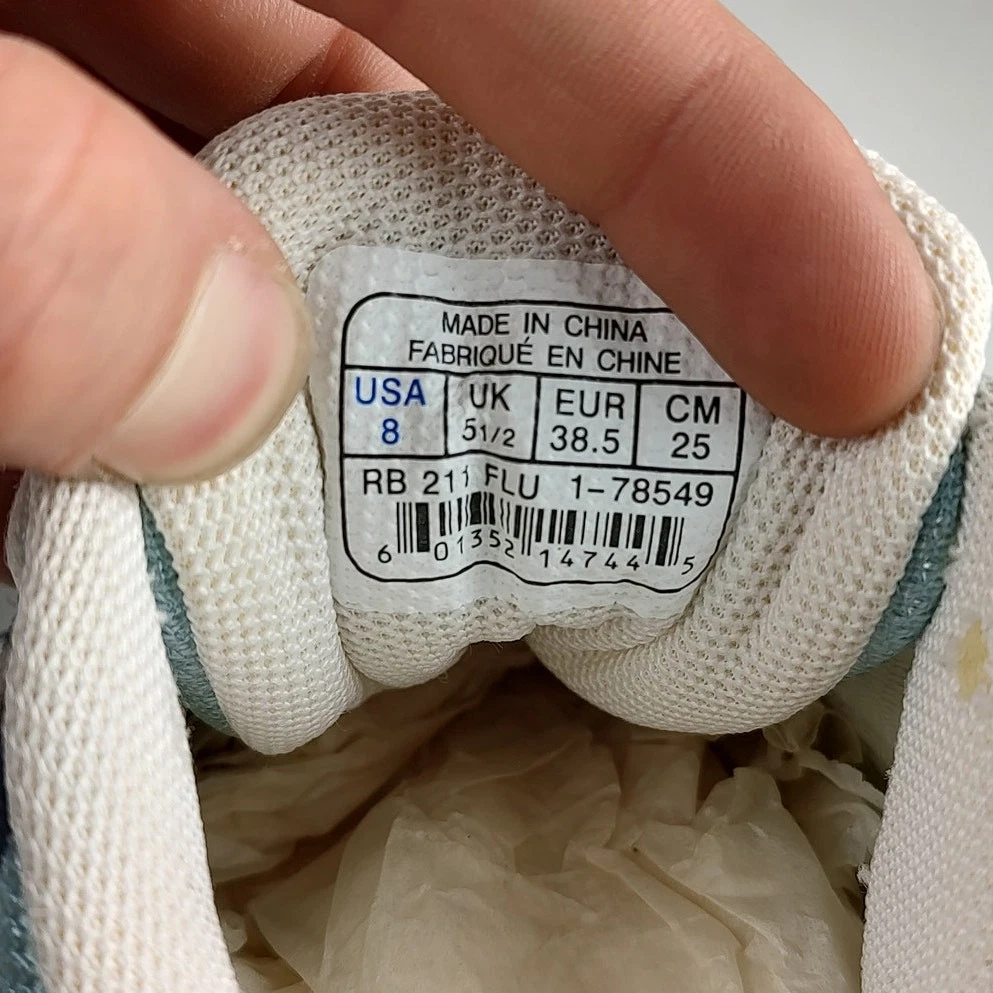 MADE IN CHINA
FABRIQUÉ EN CHINE
USA UK EUR CM
8 5 1/2 38.5 25
RB 211 FLU 1-78549
6 01352 14744 5